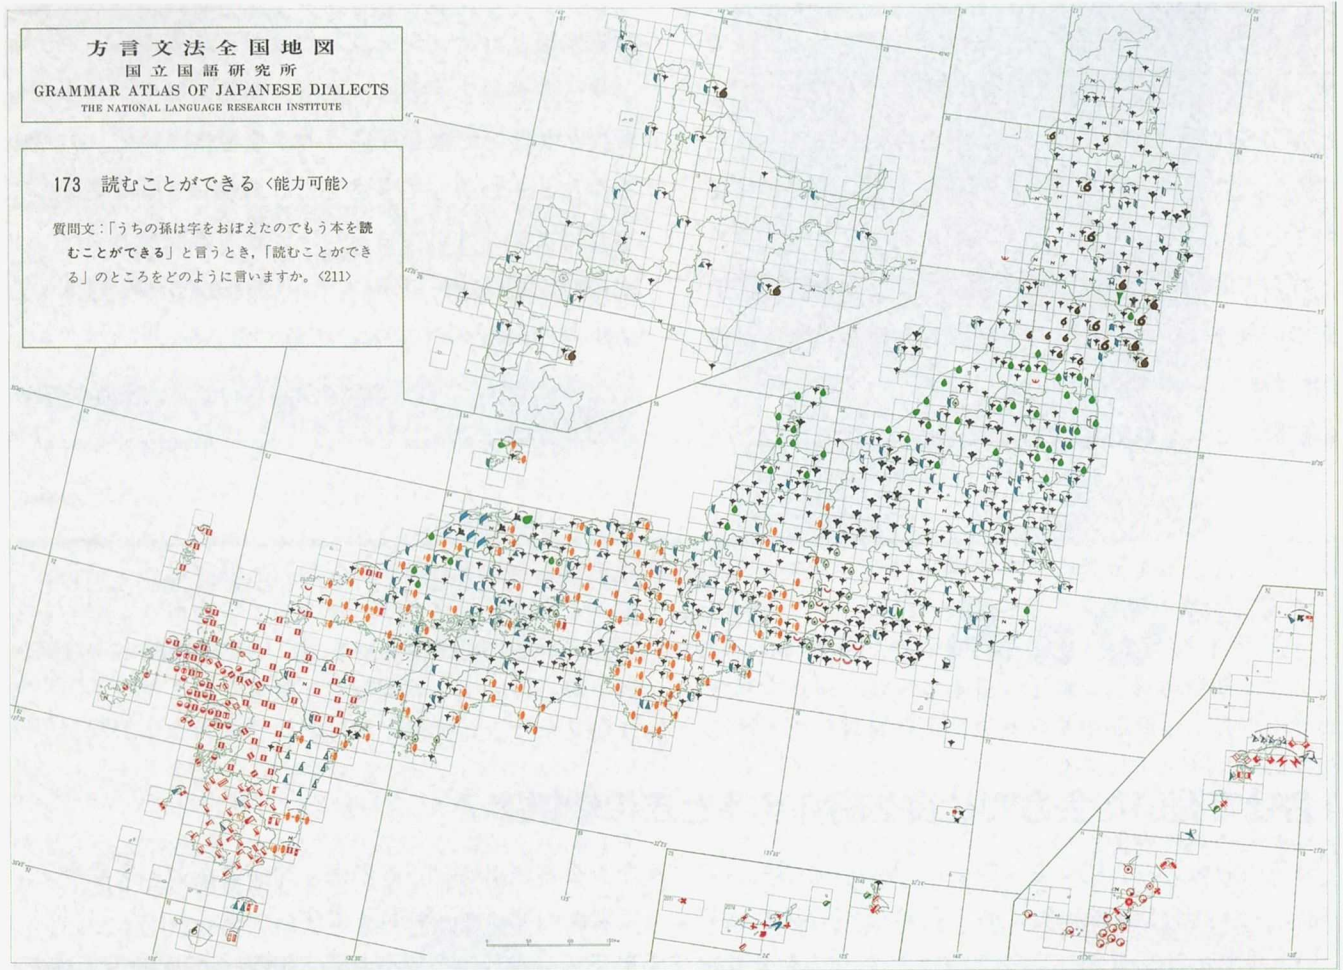 方言文法全国地図
国立国語研究所
GRAMMAR ATLAS OF JAPANESE DIALECTS
THE NATIONAL LANGUAGE RESEARCH INSTITUTE
173 読むことができる〈能力可能〉
質問文:「うちの孫は字をおぼえたのでもう本を読
むことができる」と言うとき,「読むことができ
る」のところをどのように言いますか。〈211〉